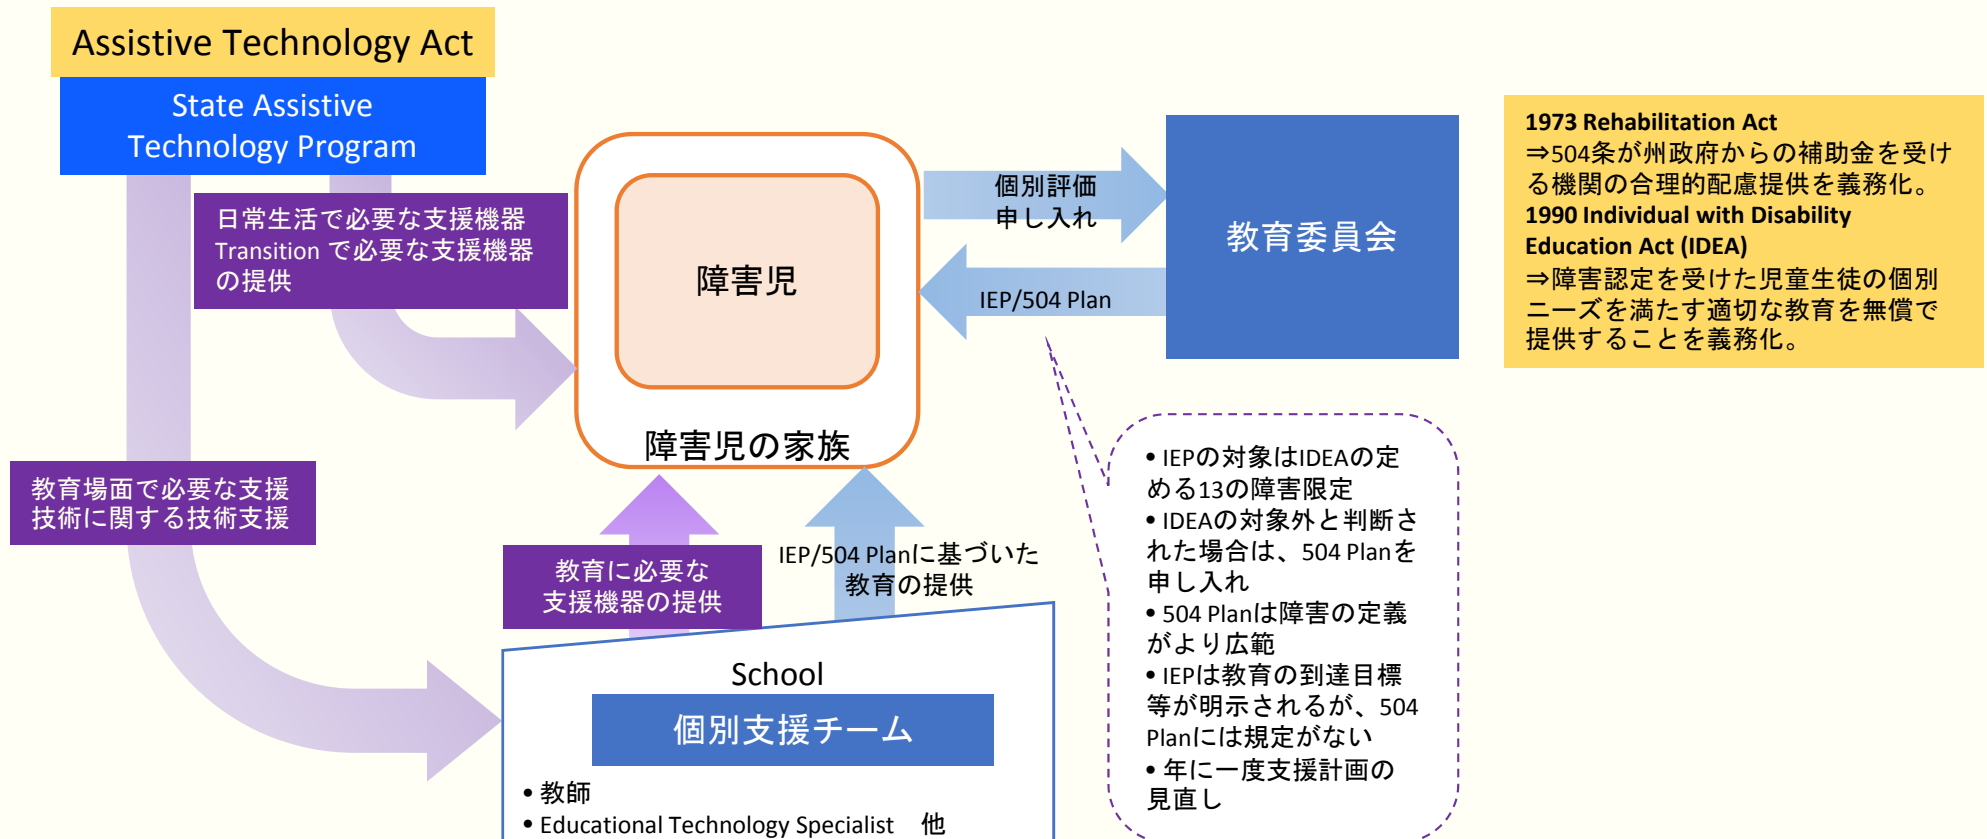 Assistive Technology Act
State Assistive
Technology Program
日常生活で必要な支援機器
Transition で必要な支援機器
の提供
教育場面で必要な支援
技術に関する技術支援
障害児
障害児の家族
個別評価
申し入れ
IEP/504 Plan
教育委員会
1973 Rehabilitation Act
⇒504条が州政府からの補助金を受け
る機関の合理的配慮提供を義務化。
1990 Individual with Disability
Education Act (IDEA)
⇒障害認定を受けた児童生徒の個別
ニーズを満たす適切な教育を無償で
提供することを義務化。
教育に必要な
支援機器の提供
IEP/504 Planに基づいた
教育の提供
School
個別支援チーム
• 教師
• Educational Technology Specialist 他
• IEPの対象はIDEAの定
める13の障害限定
• IDEAの対象外と判断さ
れた場合は、504 Planを
申し入れ
• 504 Planは障害の定義
がより広範
• IEPは教育の到達目標
等が明示されるが、504
Planには規定がない
• 年に一度支援計画の
見直し